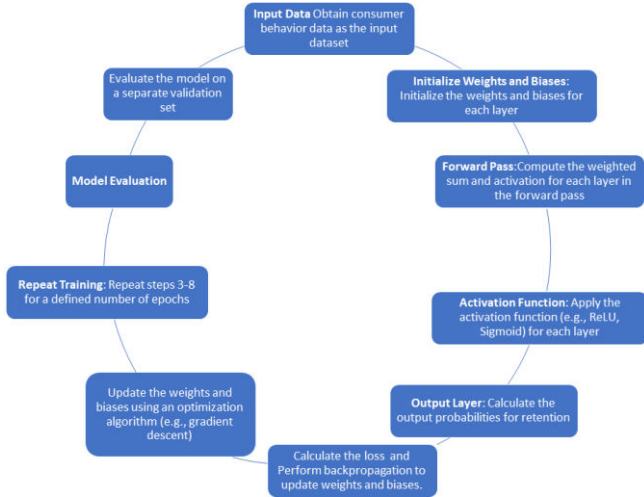 Input Data Obtain consumer
behavior data as the input
dataset
Initialize Weights and Biases:
Initialize the weights and biases for
each layer
Forward Pass:Compute the weighted
sum and activation for each layer in
the forward pass
Activation Function: Apply the
activation function (e.g., ReLU,
Sigmoid) for each layer
Output Layer: Calculate the
output probabilities for retention
Calculate the loss and
Perform backpropagation to
update weights and biases.
Update the weights and
biases using an optimization
algorithm (e.g., gradient
descent)
Repeat Training: Repeat steps 3-8
for a defined number of epochs
Model Evaluation
Evaluate the model on
a separate validation
set